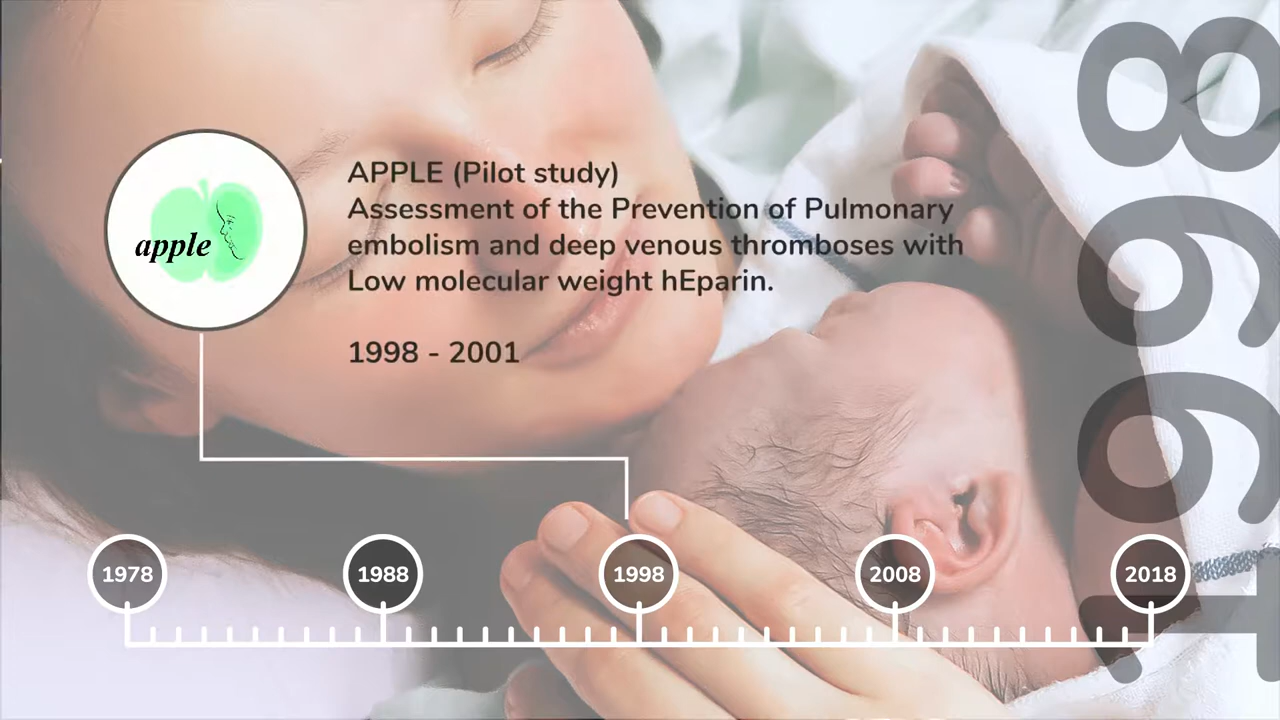 apple
APPLE (Pilot study)
Assessment of the Prevention of Pulmonary
embolism and deep venous thromboses with
Low molecular weight hEparin.
1998 - 2001
1978
1988
1998
2008
2018
1998